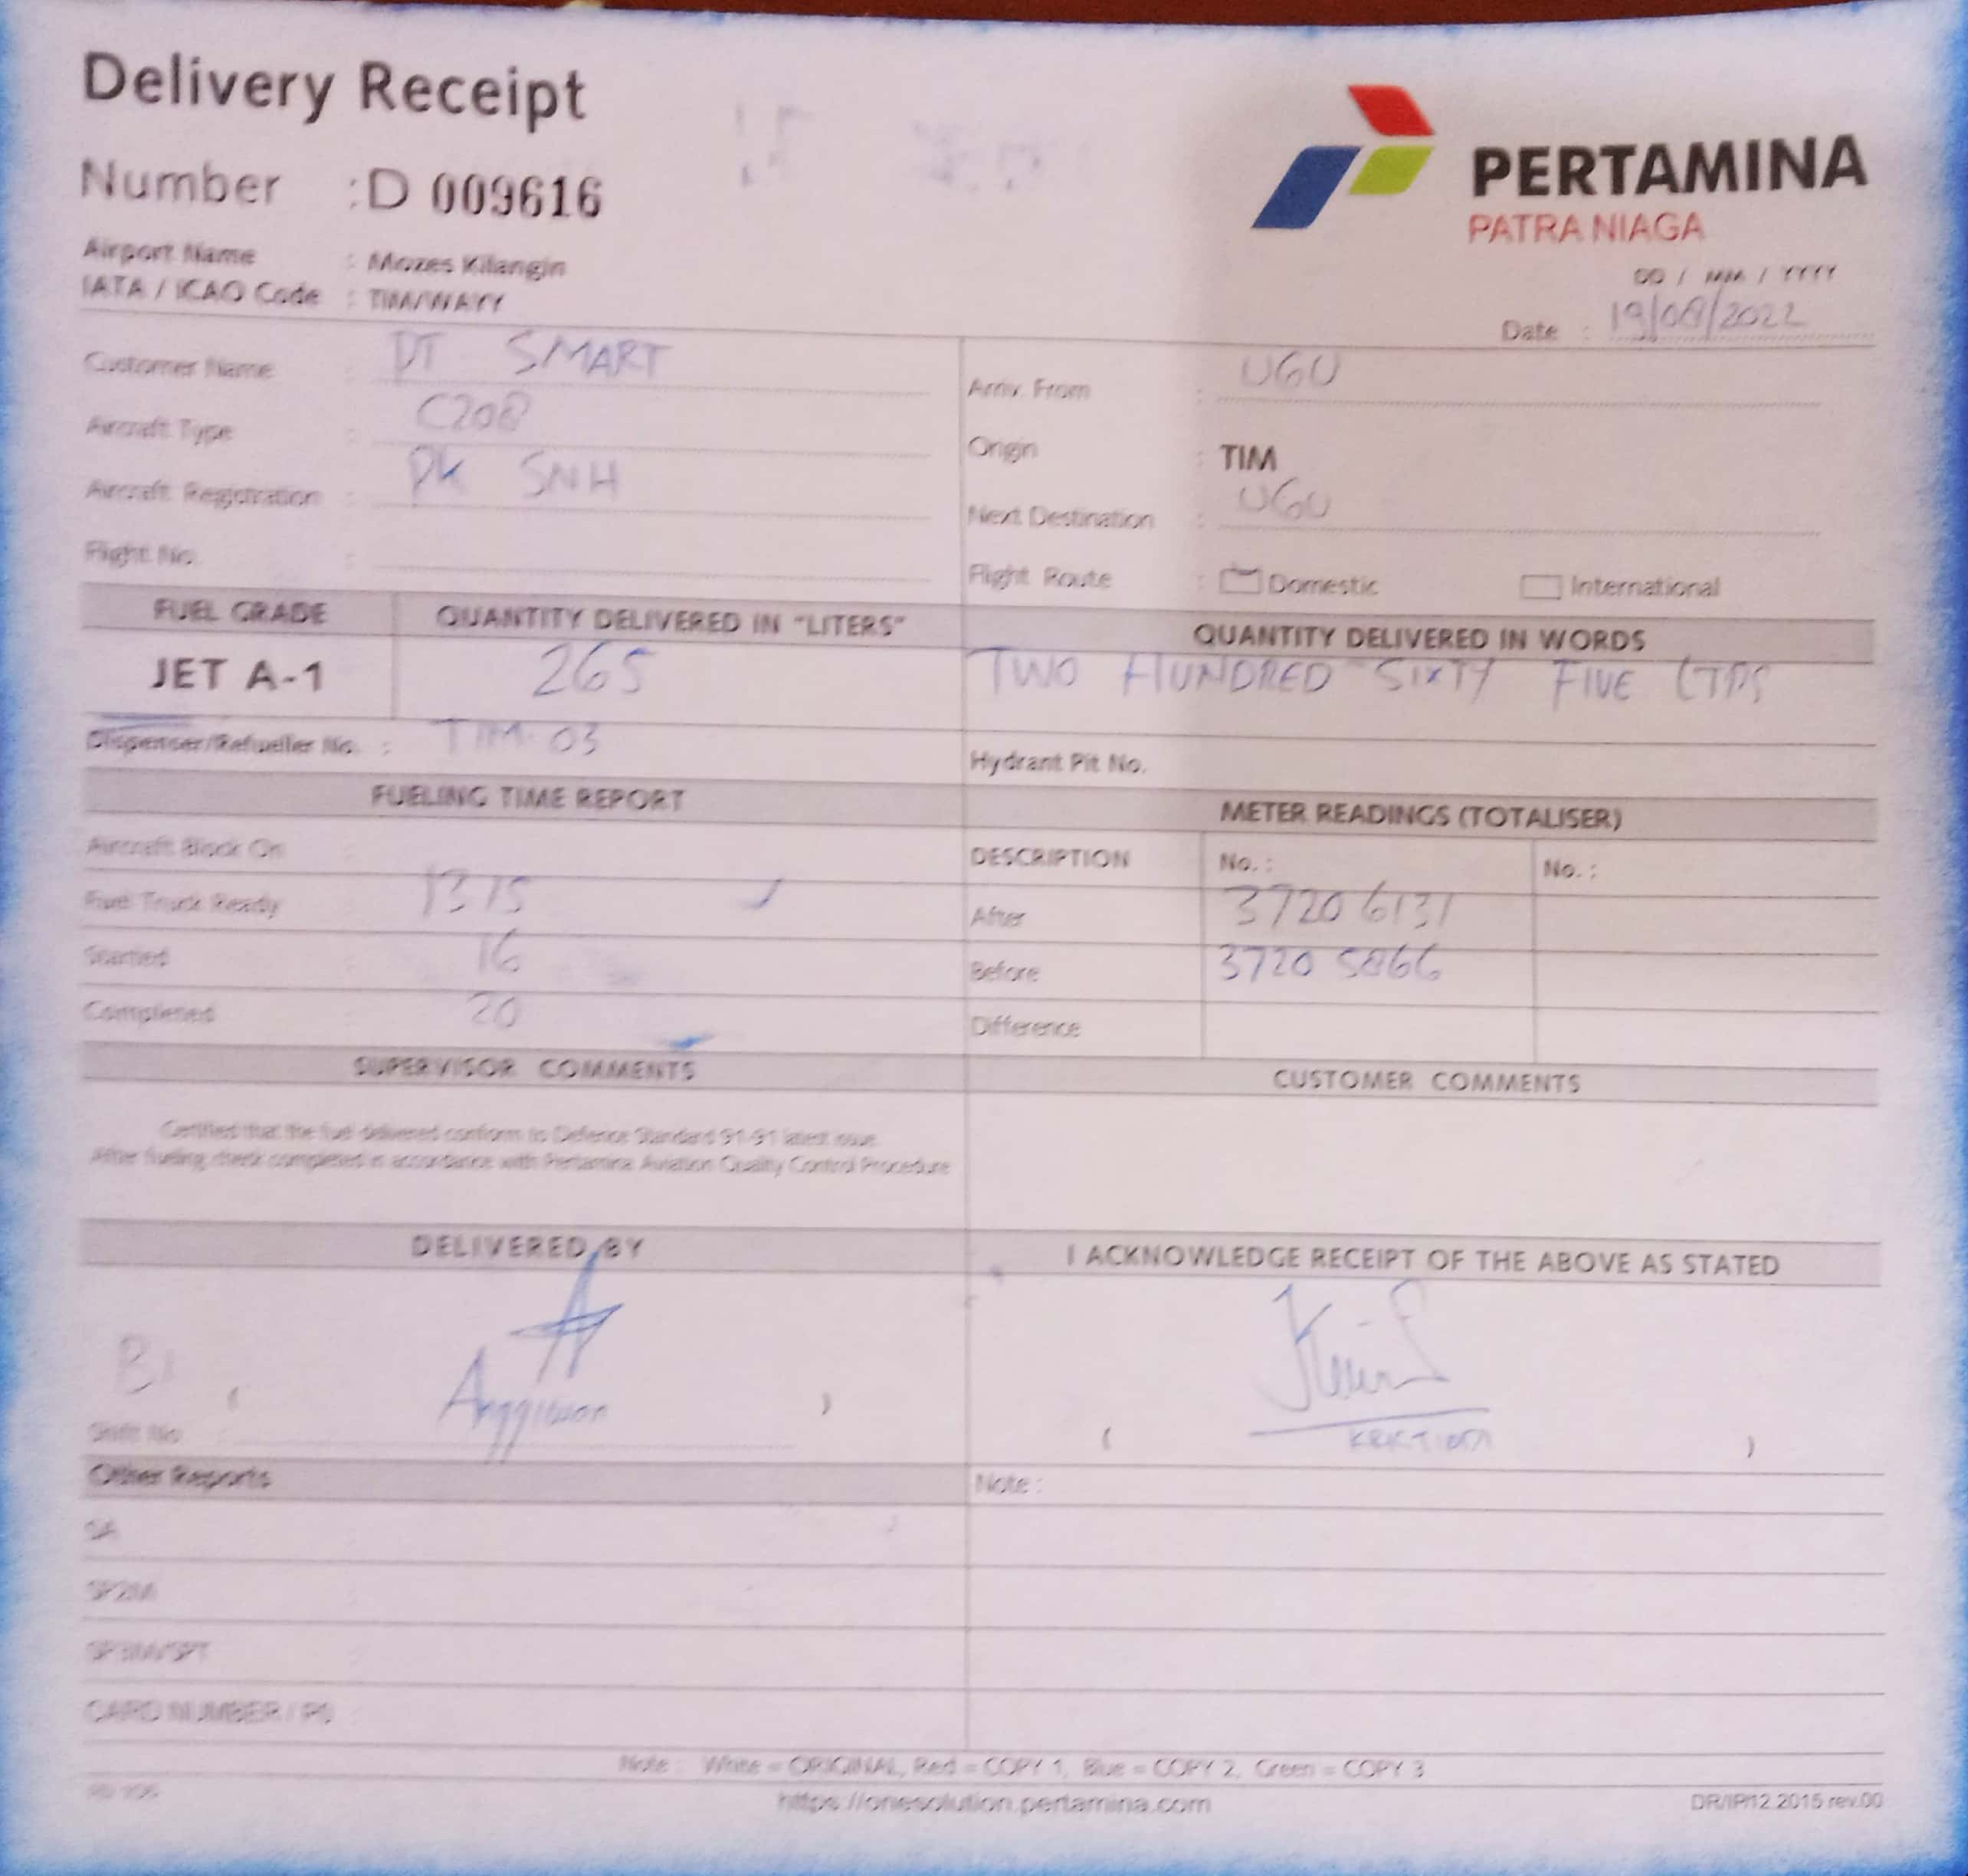 Delivery Receipt
Number : D 009616
PERTAMINA
PATRA NIAGA
Airport Name : Mozes Kilangin
IATA / ICAO Code : TIM/WAYY
DD / MM / YYYY
Date : 19/08/2022
Customer Name : PT SMART
Arriv. From : UGU
Aircraft Type : C208
Origin : TIM
Aircraft Registration : PK SNH
Next Destination : UGU
Flight No. :
Flight Route : Domestic International
FUEL GRADE QUANTITY DELIVERED IN "LITERS" QUANTITY DELIVERED IN WORDS
JET A-1 265 TWO HUNDRED SIXTY FIVE LTRS
Dispenser/Refueller No. : TIM 03 Hydrant Pit No.
FUELING TIME REPORT METER READINGS (TOTALISER)
Aircraft Block On : DESCRIPTION No. : No. :
Fuel Truck Ready : 1315 After 37206131
Started : 16 Before 37205866
Completed : 20 Difference
SUPERVISOR COMMENTS CUSTOMER COMMENTS
Certified that the fuel delivered conform to Defence Standard 91-91 latest issue
After fueling check completed in accordance with Pertamina Aviation Quality Control Procedure
DELIVERED BY I ACKNOWLEDGE RECEIPT OF THE ABOVE AS STATED
Shift No ( Anggiwan ) ( )
Other Reports Note :
SA
SP2M
SP3M/SPT
CARD NUMBER /
Note : White = ORIGINAL, Red = COPY 1, Blue = COPY 2, Green = COPY 3
https://onesolution.pertamina.com DR/IP/12.2015 rev.00